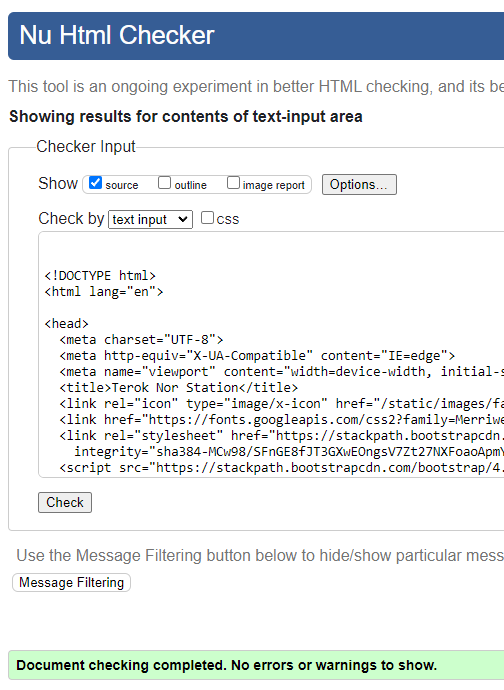 Nu Html Checker
This tool is an ongoing experiment in better HTML checking, and its be
Showing results for contents of text-input area
Checker Input
Show source outline image report Options...
Check by text input css
<!DOCTYPE html>
<html lang="en">
<head>
<meta charset="UTF-8">
<meta http-equiv="X-UA-Compatible" content="IE=edge">
<meta name="viewport" content="width=device-width, initial-s
<title>Terok Nor Station</title>
<link rel="icon" type="image/x-icon" href="/static/images/fa
<link href="https://fonts.googleapis.com/css2?family=Merriwe
<link rel="stylesheet" href="https://stackpath.bootstrapcdn.
integrity="sha384-MCw98/SFnGE8fJT3GXwEOngsV7Zt27NXFoaoApmY
<script src="https://stackpath.bootstrapcdn.com/bootstrap/4.
Check
Use the Message Filtering button below to hide/show particular mess
Message Filtering
Document checking completed. No errors or warnings to show.